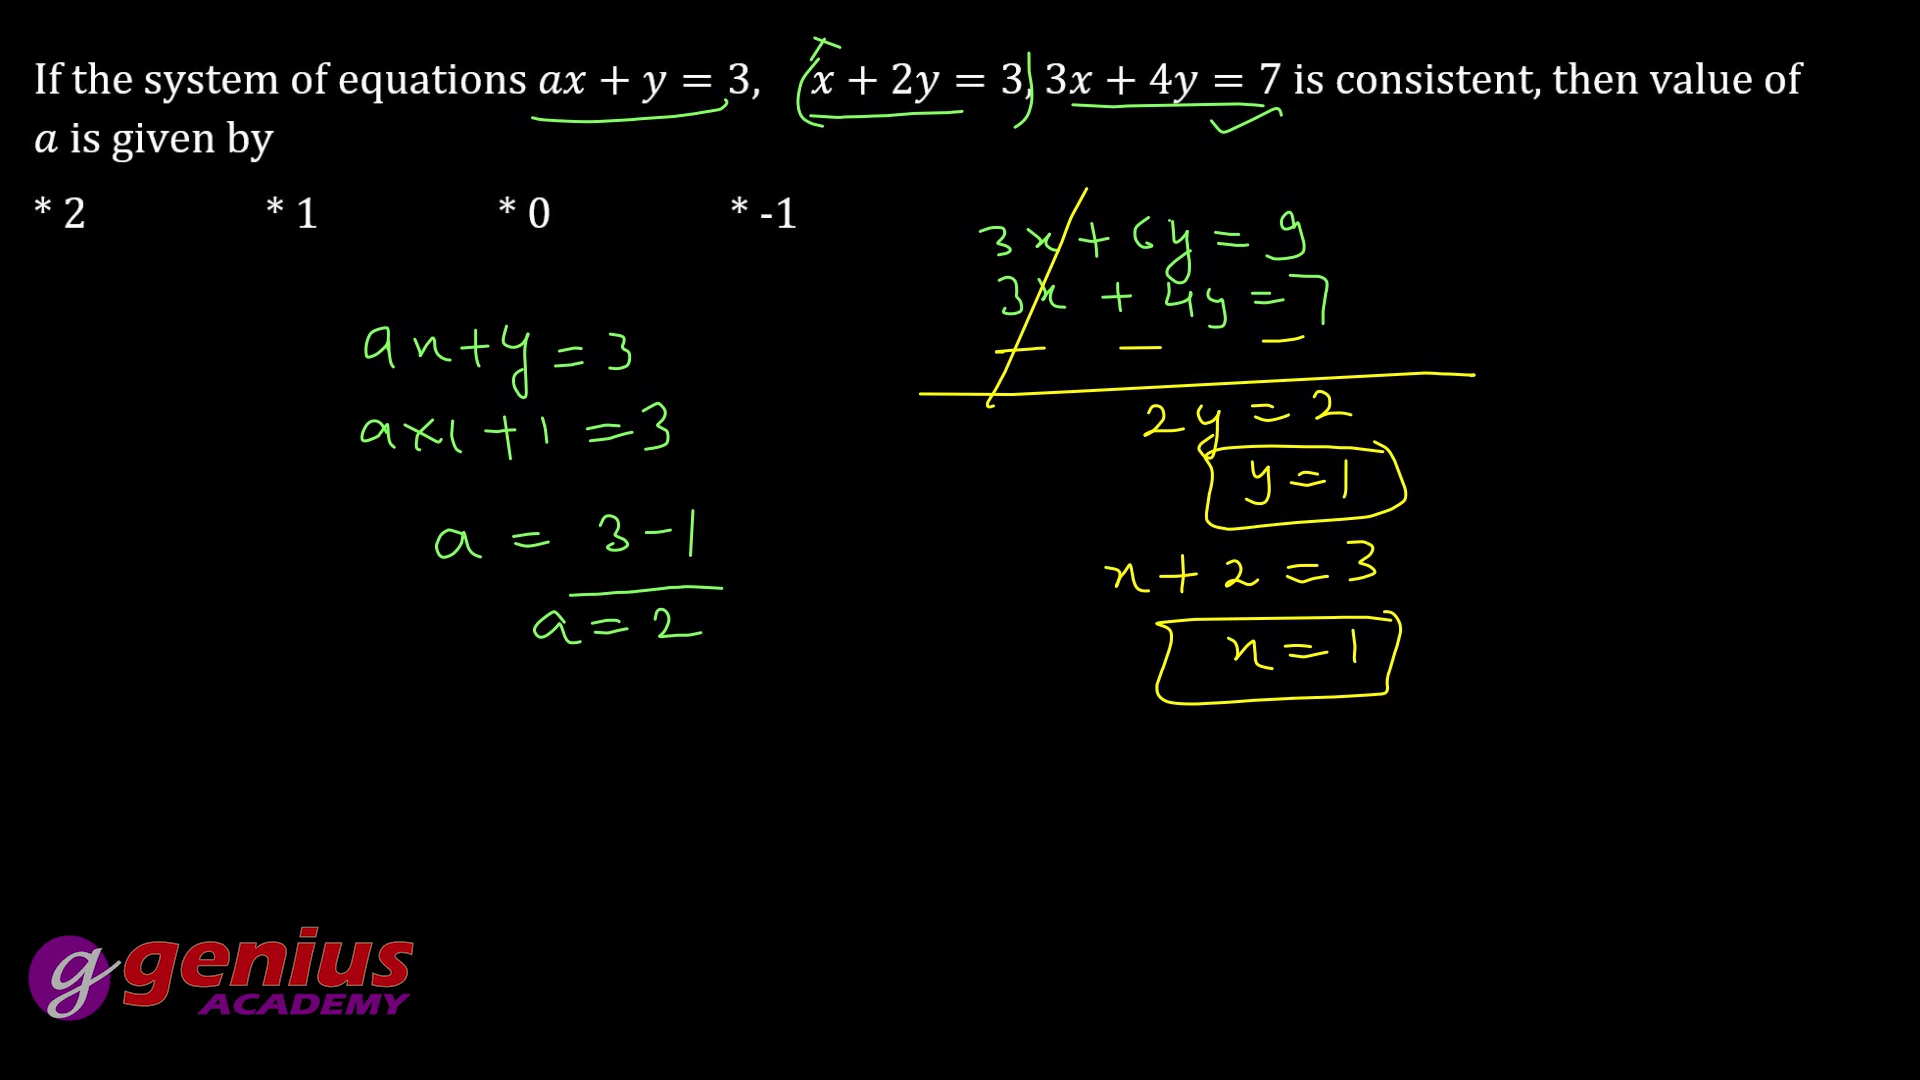 If the system of equations ax + y = 3, x + 2y = 3, 3x + 4y = 7 is consistent, then value of
a is given by
* 2 * 1 * 0 * -1
3x + 6y = 9
3x + 4y = 7
— — —
2y = 2
y = 1
x + 2 = 3
x = 1
ax + y = 3
a×1 + 1 = 3
a = 3 - 1
a = 2
g genius
ACADEMY